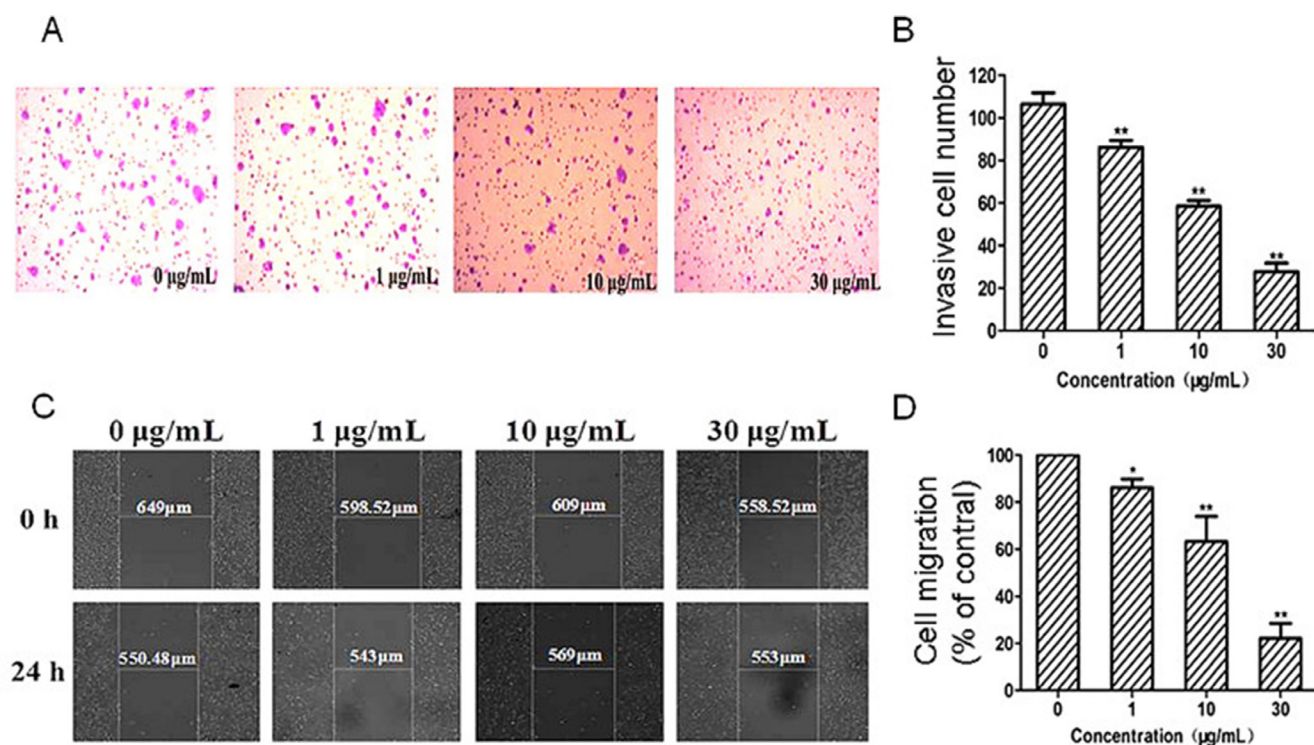 A
0 µg/mL
1 µg/mL
10 µg/mL
30 µg/mL
B
Invasive cell number
120
100
80
60
40
20
0
**
**
**
0 1 10 30
Concentration (µg/mL)
C
0 µg/mL 1 µg/mL 10 µg/mL 30 µg/mL
0 h
649µm 598.52µm 609µm 558.52µm
24 h
550.48µm 543µm 569µm 553µm
D
Cell migration
(% of contral)
100
80
60
40
20
0
*
**
**
0 1 10 30
Concentration (µg/mL)